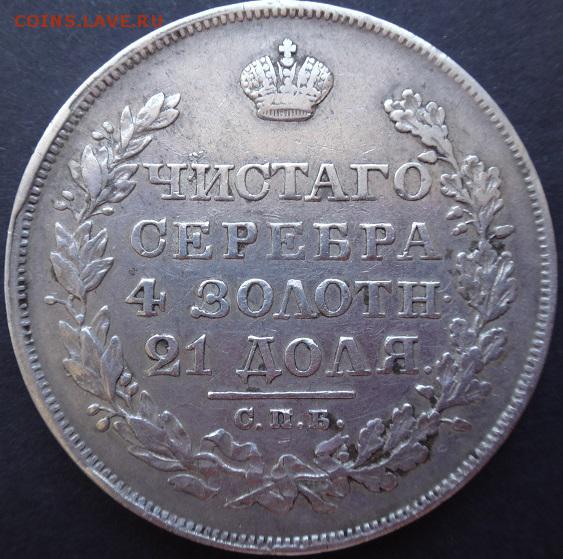 COINS.LAVE.RU
ЧИСТАГО
СЕРЕБРА
4 ЗОЛОТН.
21 ДОЛЯ.
С.П.Б.